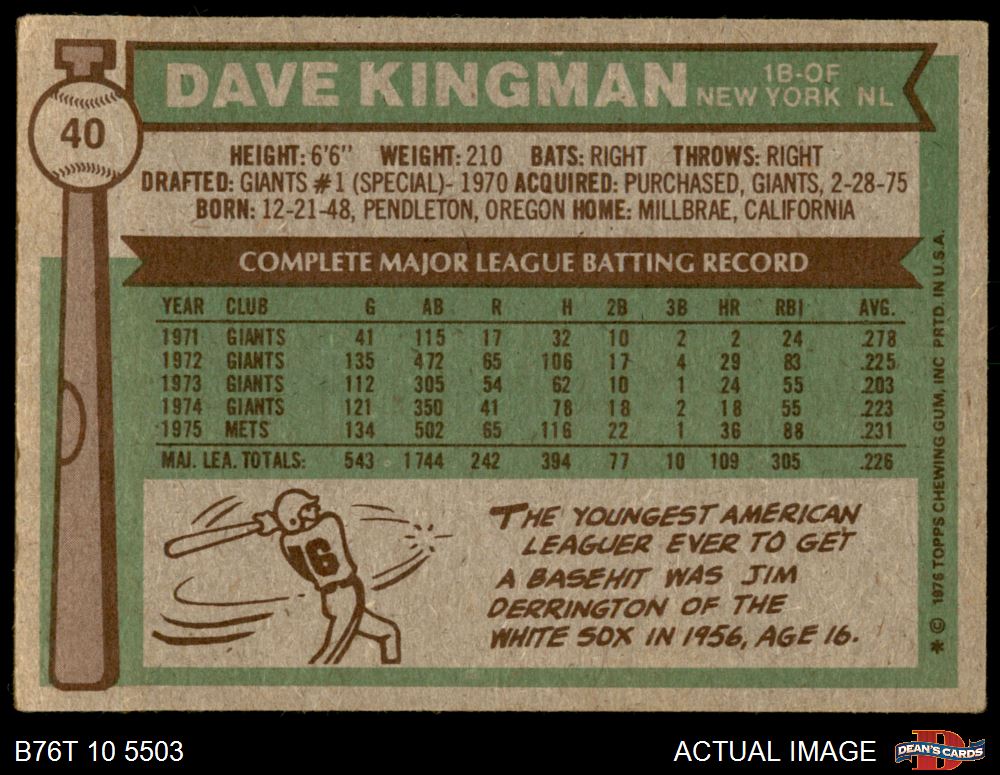 DAVE KINGMAN 1B-OF
NEW YORK NL
40
HEIGHT: 6'6" WEIGHT: 210 BATS: RIGHT THROWS: RIGHT
DRAFTED: GIANTS #1 (SPECIAL)- 1970 ACQUIRED: PURCHASED, GIANTS, 2-28-75
BORN: 12-21-48, PENDLETON, OREGON HOME: MILLBRAE, CALIFORNIA
COMPLETE MAJOR LEAGUE BATTING RECORD
YEAR CLUB G AB R H 2B 3B HR RBI AVG.
1971 GIANTS 41 115 17 32 10 2 2 24 .278
1972 GIANTS 135 472 65 106 17 4 29 83 .225
1973 GIANTS 112 305 54 62 10 1 24 55 .203
1974 GIANTS 121 350 41 78 18 2 18 55 .223
1975 METS 134 502 65 116 22 1 36 88 .231
MAJ. LEA. TOTALS: 543 1744 242 394 77 10 109 305 .226
16
THE YOUNGEST AMERICAN
LEAGUER EVER TO GET
A BASEHIT WAS JIM
DERRINGTON OF THE
WHITE SOX IN 1956, AGE 16.
* © 1976 TOPPS CHEWING GUM, INC PRTD. IN U.S.A.
B76T 10 5503 ACTUAL IMAGE D DEAN'S CARDS